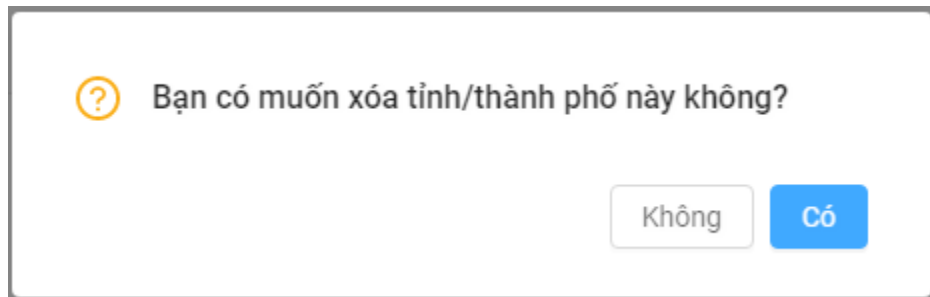 Bạn có muốn xóa tỉnh/thành phố này không?
Không
Có